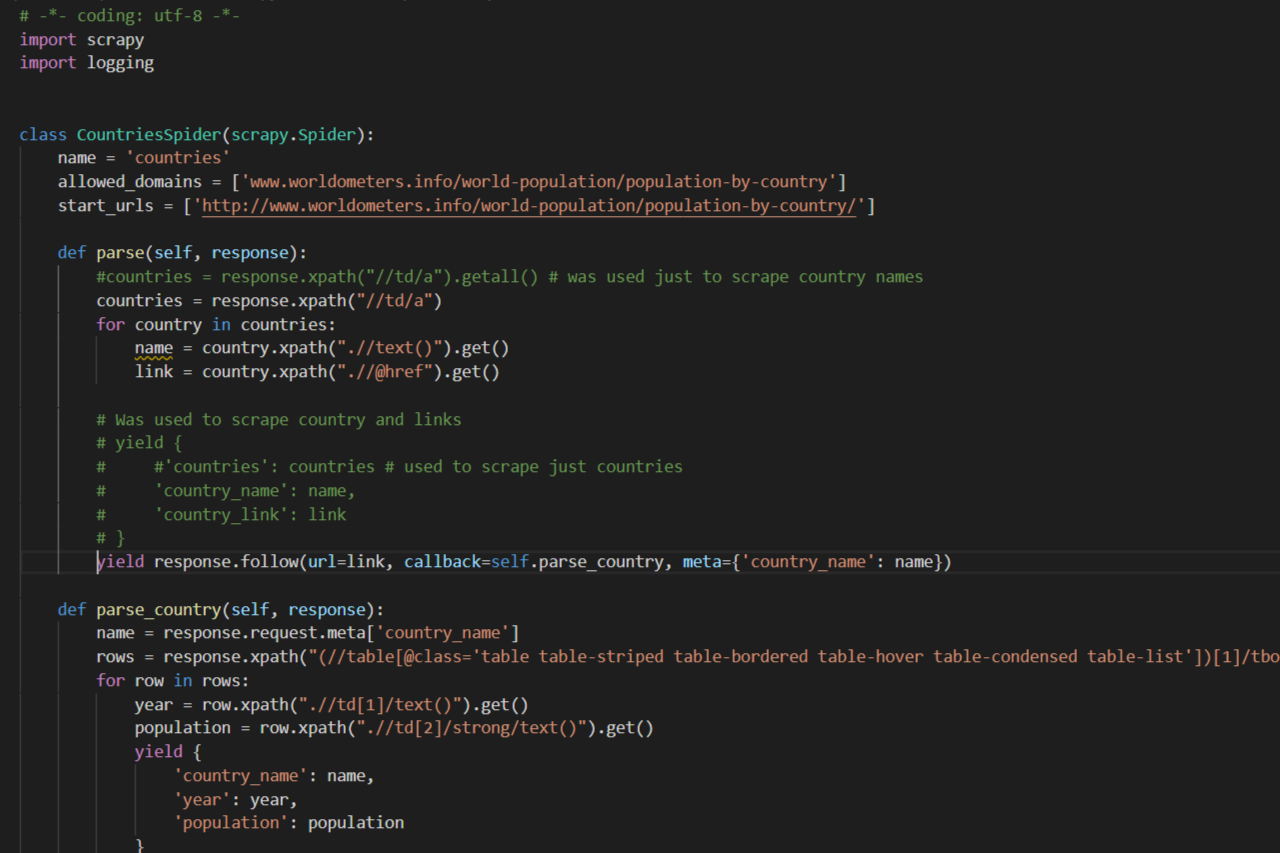 # -*- coding: utf-8 -*-
import scrapy
import logging
class CountriesSpider(scrapy.Spider):
    name = 'countries'
    allowed_domains = ['www.worldometers.info/world-population/population-by-country']
    start_urls = ['http://www.worldometers.info/world-population/population-by-country/']
    def parse(self, response):
        #countries = response.xpath("//td/a").getall() # was used just to scrape country names
        countries = response.xpath("//td/a")
        for country in countries:
            name = country.xpath(".//text()").get()
            link = country.xpath(".//@href").get()
        # Was used to scrape country and links
        # yield {
        #     #'countries': countries # used to scrape just countries
        #     'country_name': name,
        #     'country_link': link
        # }
        yield response.follow(url=link, callback=self.parse_country, meta={'country_name': name})
    def parse_country(self, response):
        name = response.request.meta['country_name']
        rows = response.xpath("(//table[@class='table table-striped table-bordered table-hover table-condensed table-list'])[1]/tbo
        for row in rows:
            year = row.xpath(".//td[1]/text()").get()
            population = row.xpath(".//td[2]/strong/text()").get()
            yield {
                'country_name': name,
                'year': year,
                'population': population
            }